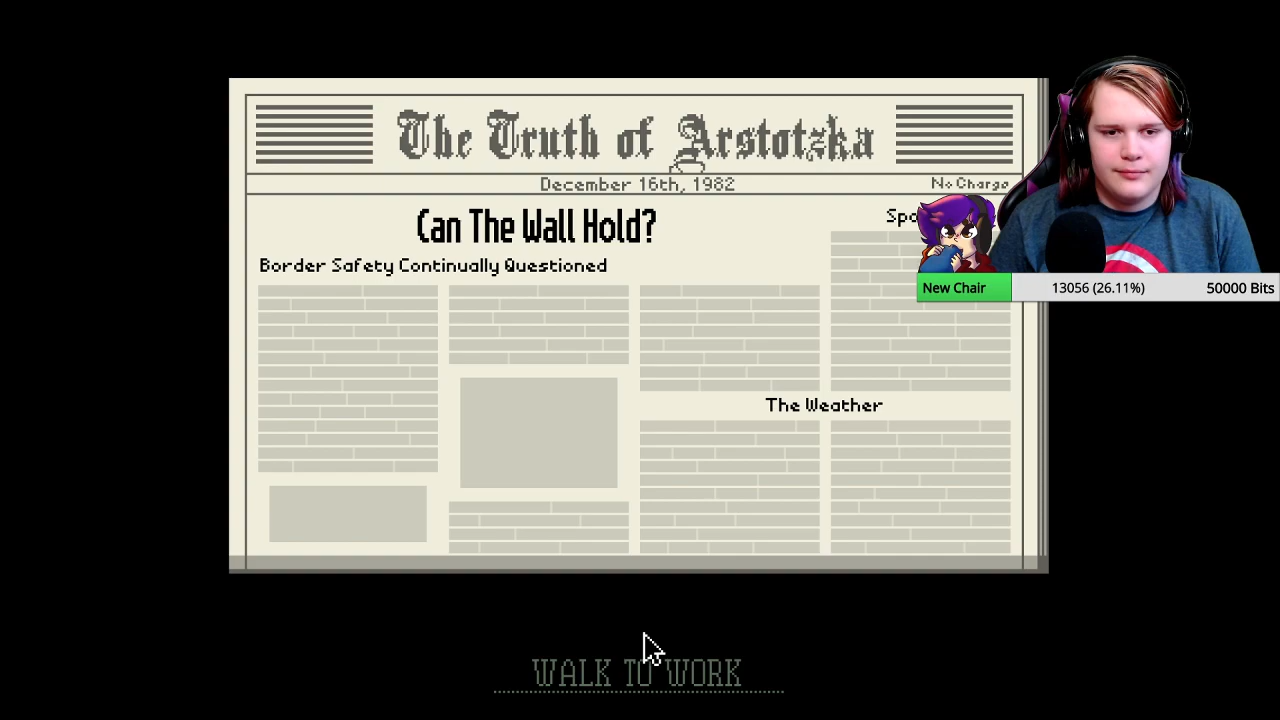 The Truth of Arstotzka
December 16th, 1982
No Charge
Can The Wall Hold?
Border Safety Continually Questioned
New Chair
13056 (26.11%)
50000 Bits
The Weather
WALK TO WORK